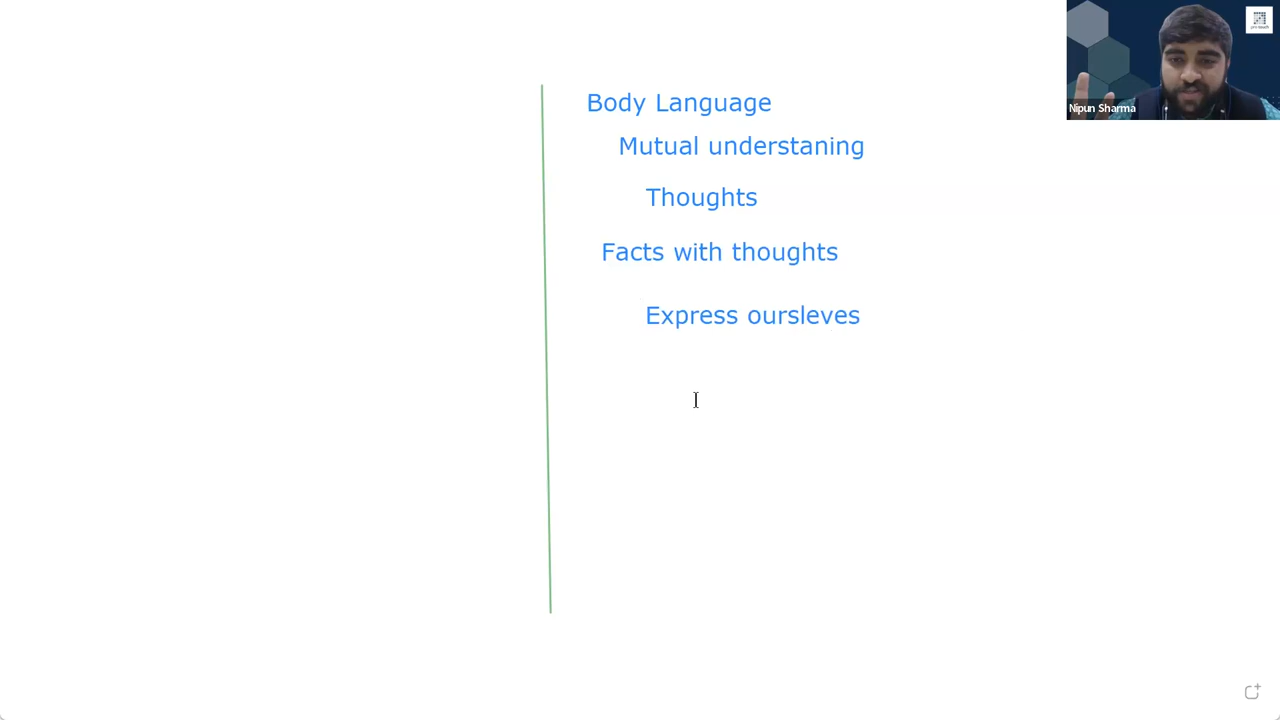 Body Language
Mutual understaning
Thoughts
Facts with thoughts
Express oursleves
Nipun Sharma